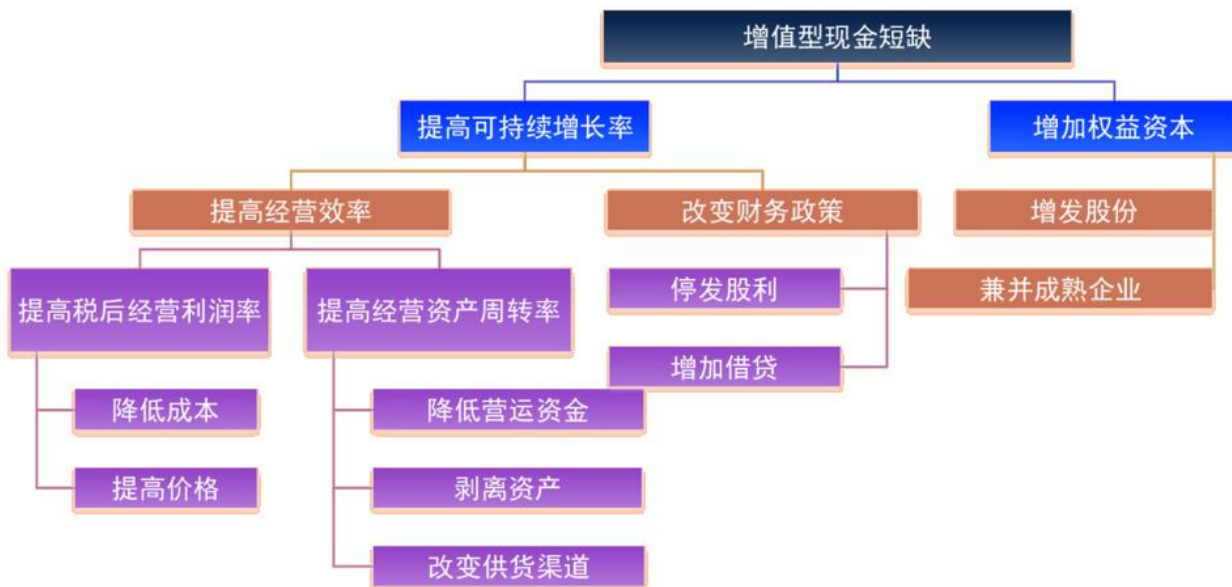 增值型现金短缺
提高可持续增长率
增加权益资本
提高经营效率
改变财务政策
增发股份
提高税后经营利润率
提高经营资产周转率
停发股利
兼并成熟企业
增加借贷
降低成本
降低营运资金
提高价格
剥离资产
改变供货渠道